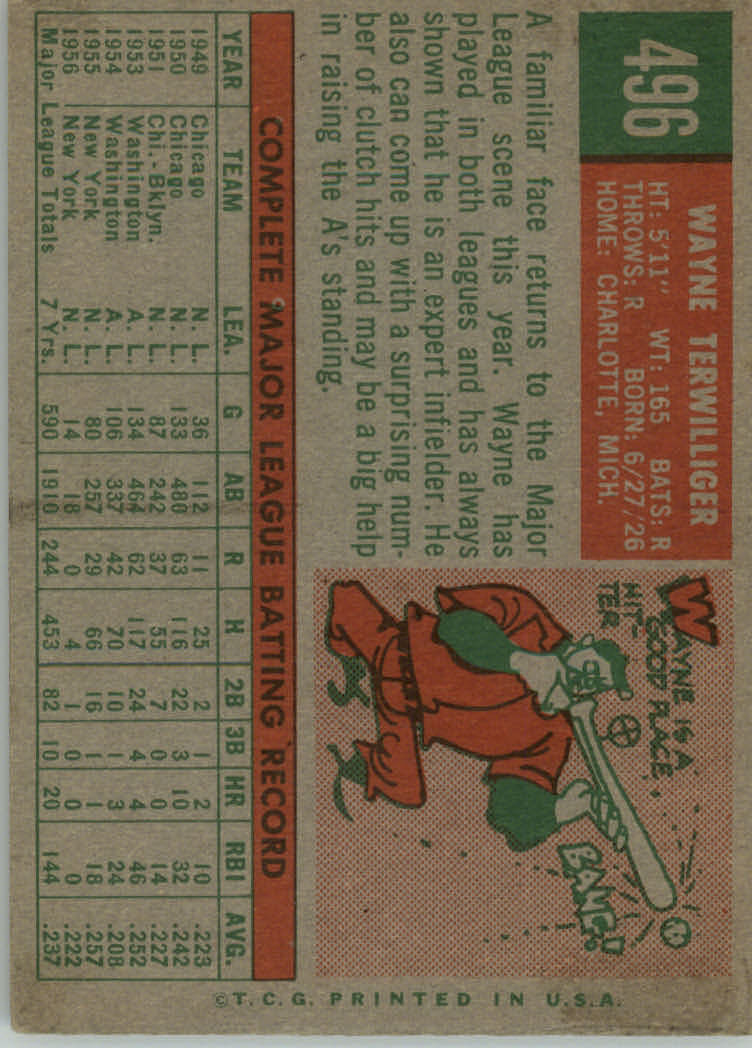 496
WAYNE TERWILLIGER
HT: 5'11" WT: 165 BATS: R
THROWS: R BORN: 6/27/26
HOME: CHARLOTTE, MICH.
A familiar face returns to the Major
League scene this year. Wayne has
played in both leagues and has always
shown that he is an expert infielder. He
also can come up with a surprising num-
ber of clutch hits and may be a big help
in raising the A's standing.
WAYNE IS A
GOOD PLACE
HIT-
TER
BANG!
COMPLETE MAJOR LEAGUE BATTING RECORD
YEAR TEAM LEA. G AB R H 2B 3B HR RBI AVG.
1949 Chicago N. L. 36 112 11 25 2 1 2 10 .223
1950 Chicago N. L. 133 480 63 116 22 3 10 32 .242
1951 Chi.-Bklyn. N. L. 87 242 37 55 7 0 0 14 .227
1953 Washington A. L. 134 464 62 117 24 4 4 46 .252
1954 Washington A. L. 106 337 42 70 10 1 3 24 .208
1955 New York N. L. 80 257 29 66 16 1 1 18 .257
1956 New York N. L. 14 18 0 4 1 0 0 0 .222
Major League Totals 7 Yrs. 590 1910 244 453 82 10 20 144 .237
©T.C.G. PRINTED IN U.S.A.